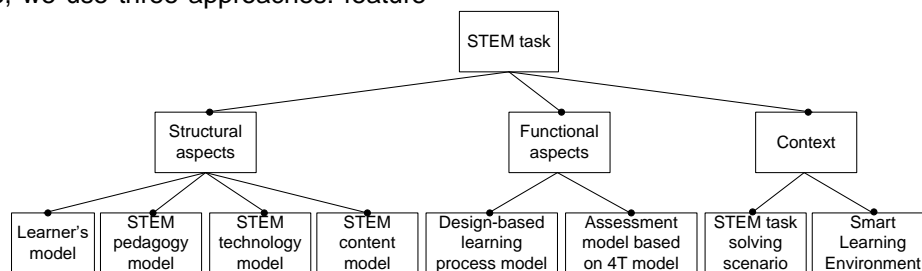 , we use three approaches: feature
STEM task
Structural
aspects
Functional
aspects
Context
Learner's
model
STEM
pedagogy
model
STEM
technology
model
STEM
content
model
Design-based
learning
process model
Assessment
model based
on 4T model
STEM task
solving
scenario
Smart
Learning
Environment